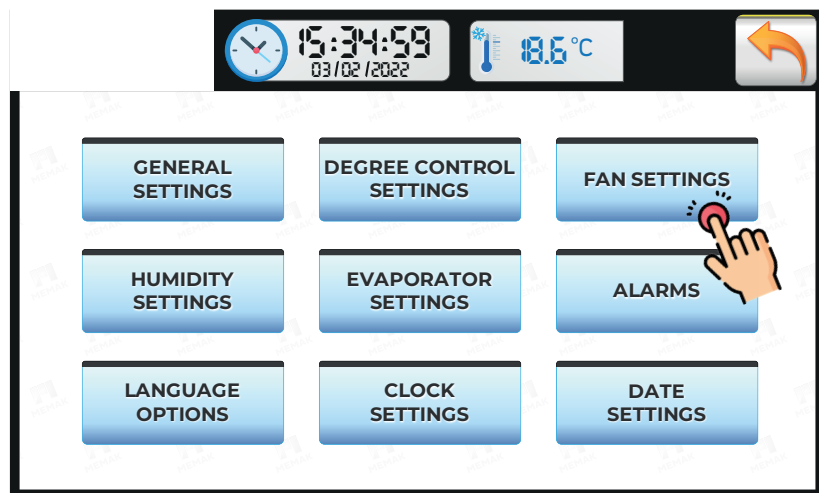 15:34:59
03/02/2022
18.6 °C
GENERAL
SETTINGS
DEGREE CONTROL
SETTINGS
FAN SETTINGS
HUMIDITY
SETTINGS
EVAPORATOR
SETTINGS
ALARMS
LANGUAGE
OPTIONS
CLOCK
SETTINGS
DATE
SETTINGS